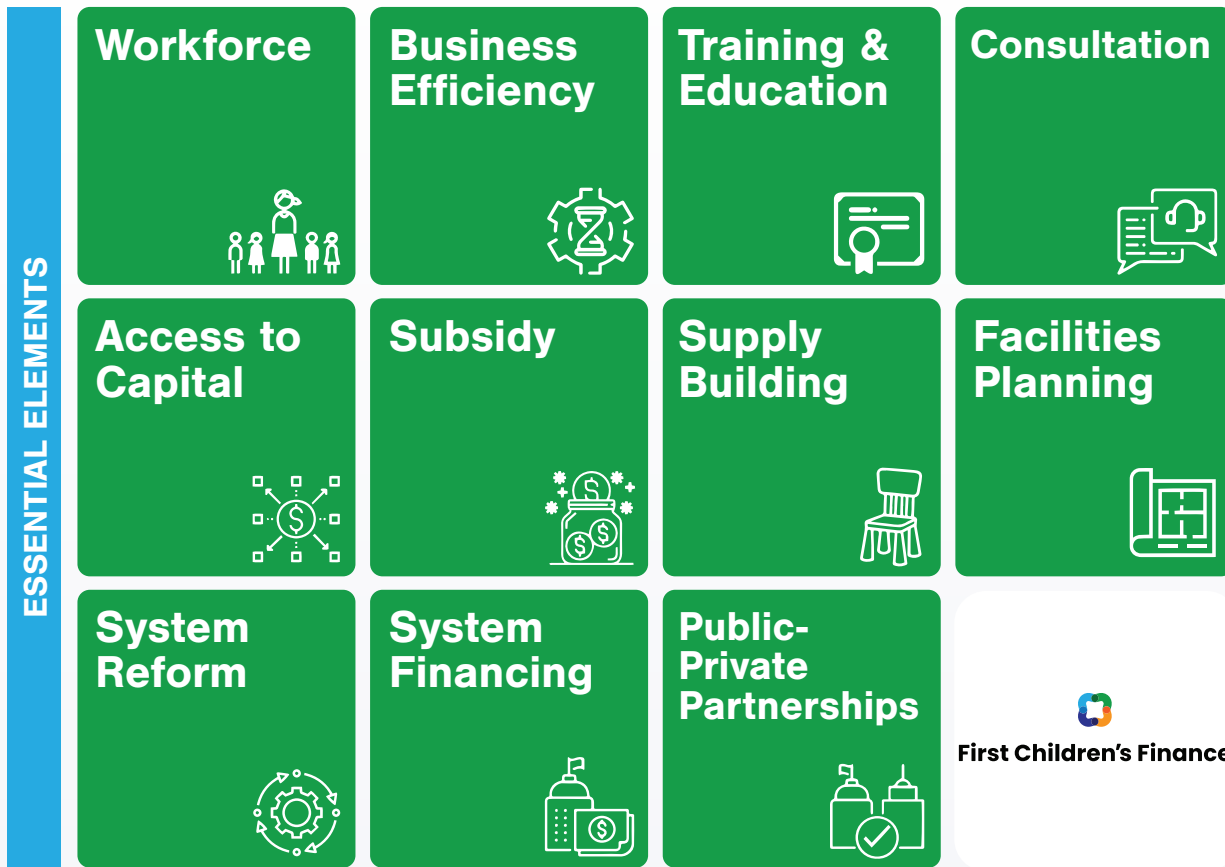 ESSENTIAL ELEMENTS
Workforce
Business
Efficiency
Training &
Education
Consultation
Access to
Capital
Subsidy
Supply
Building
Facilities
Planning
System
Reform
System
Financing
Public-
Private
Partnerships
First Children's Finance